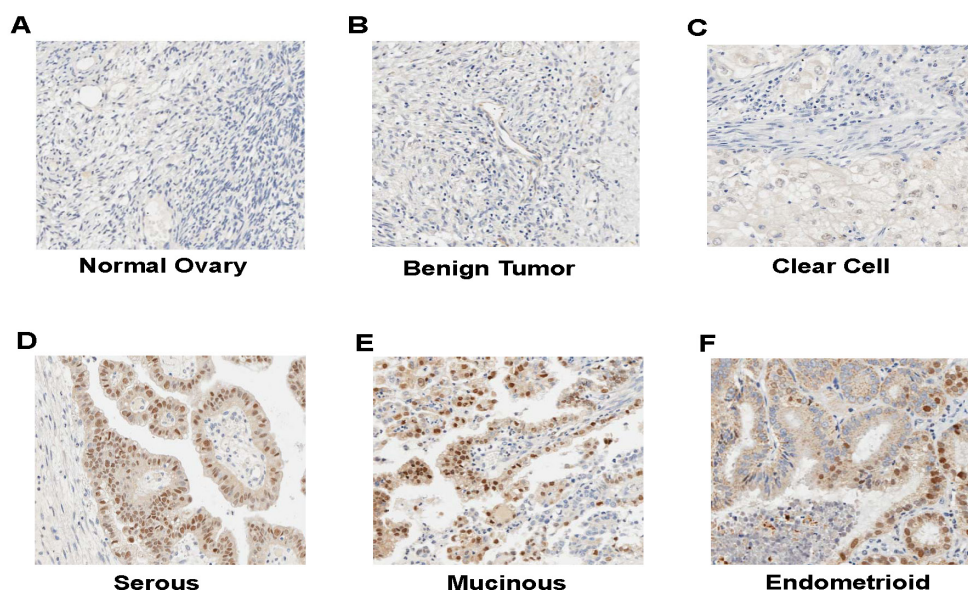 A
B
C
Normal Ovary
Benign Tumor
Clear Cell
D
E
F
Serous
Mucinous
Endometrioid